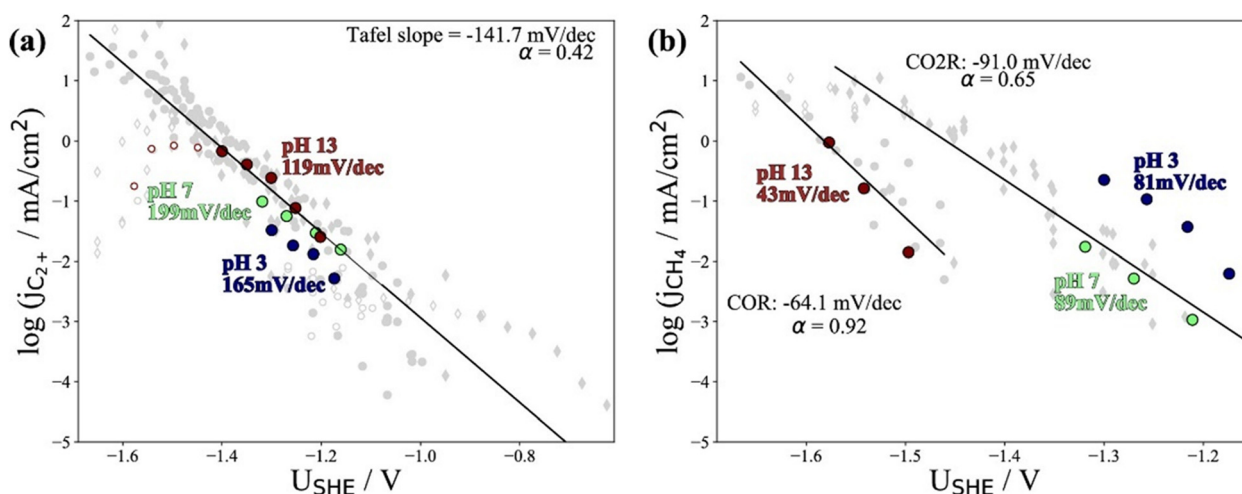 (a)
Tafel slope = -141.7 mV/dec
α = 0.42
pH 13
119mV/dec
pH 7
199mV/dec
pH 3
165mV/dec
log (jC2+ / mA/cm²)
2
1
0
−1
−2
−3
−4
−5
−1.6
−1.4
−1.2
−1.0
−0.8
USHE / V
(b)
CO2R: -91.0 mV/dec
α = 0.65
pH 13
43mV/dec
pH 3
81mV/dec
pH 7
89mV/dec
COR: -64.1 mV/dec
α = 0.92
log (jCH4 / mA/cm²)
2
1
0
−1
−2
−3
−4
−5
−1.6
−1.5
−1.4
−1.3
−1.2
USHE / V